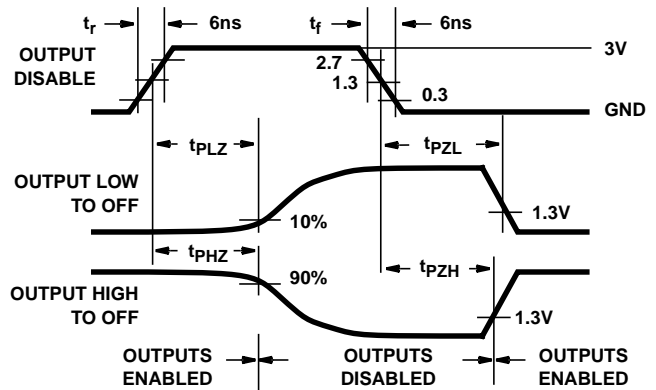 tr 6ns tf 6ns
OUTPUT DISABLE
2.7
1.3
0.3
3V
GND
tPLZ tPZL
OUTPUT LOW TO OFF
10%
1.3V
tPHZ tPZH
OUTPUT HIGH TO OFF
90%
1.3V
OUTPUTS ENABLED
OUTPUTS DISABLED
OUTPUTS ENABLED